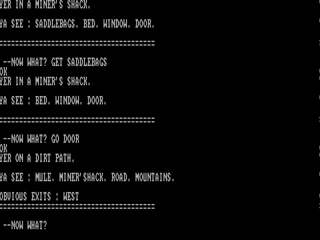 YER IN A MINER'S SHACK.
YA SEE : SADDLEBAGS. BED. WINDOW. DOOR.
========================================
--NOW WHAT? GET SADDLEBAGS
OK
YER IN A MINER'S SHACK.
YA SEE : BED. WINDOW. DOOR.
========================================
--NOW WHAT? GO DOOR
OK
YER ON A DIRT PATH.
YA SEE : MULE. MINER'SHACK. ROAD. MOUNTAINS.
OBVIOUS EXITS : WEST
========================================
--NOW WHAT?